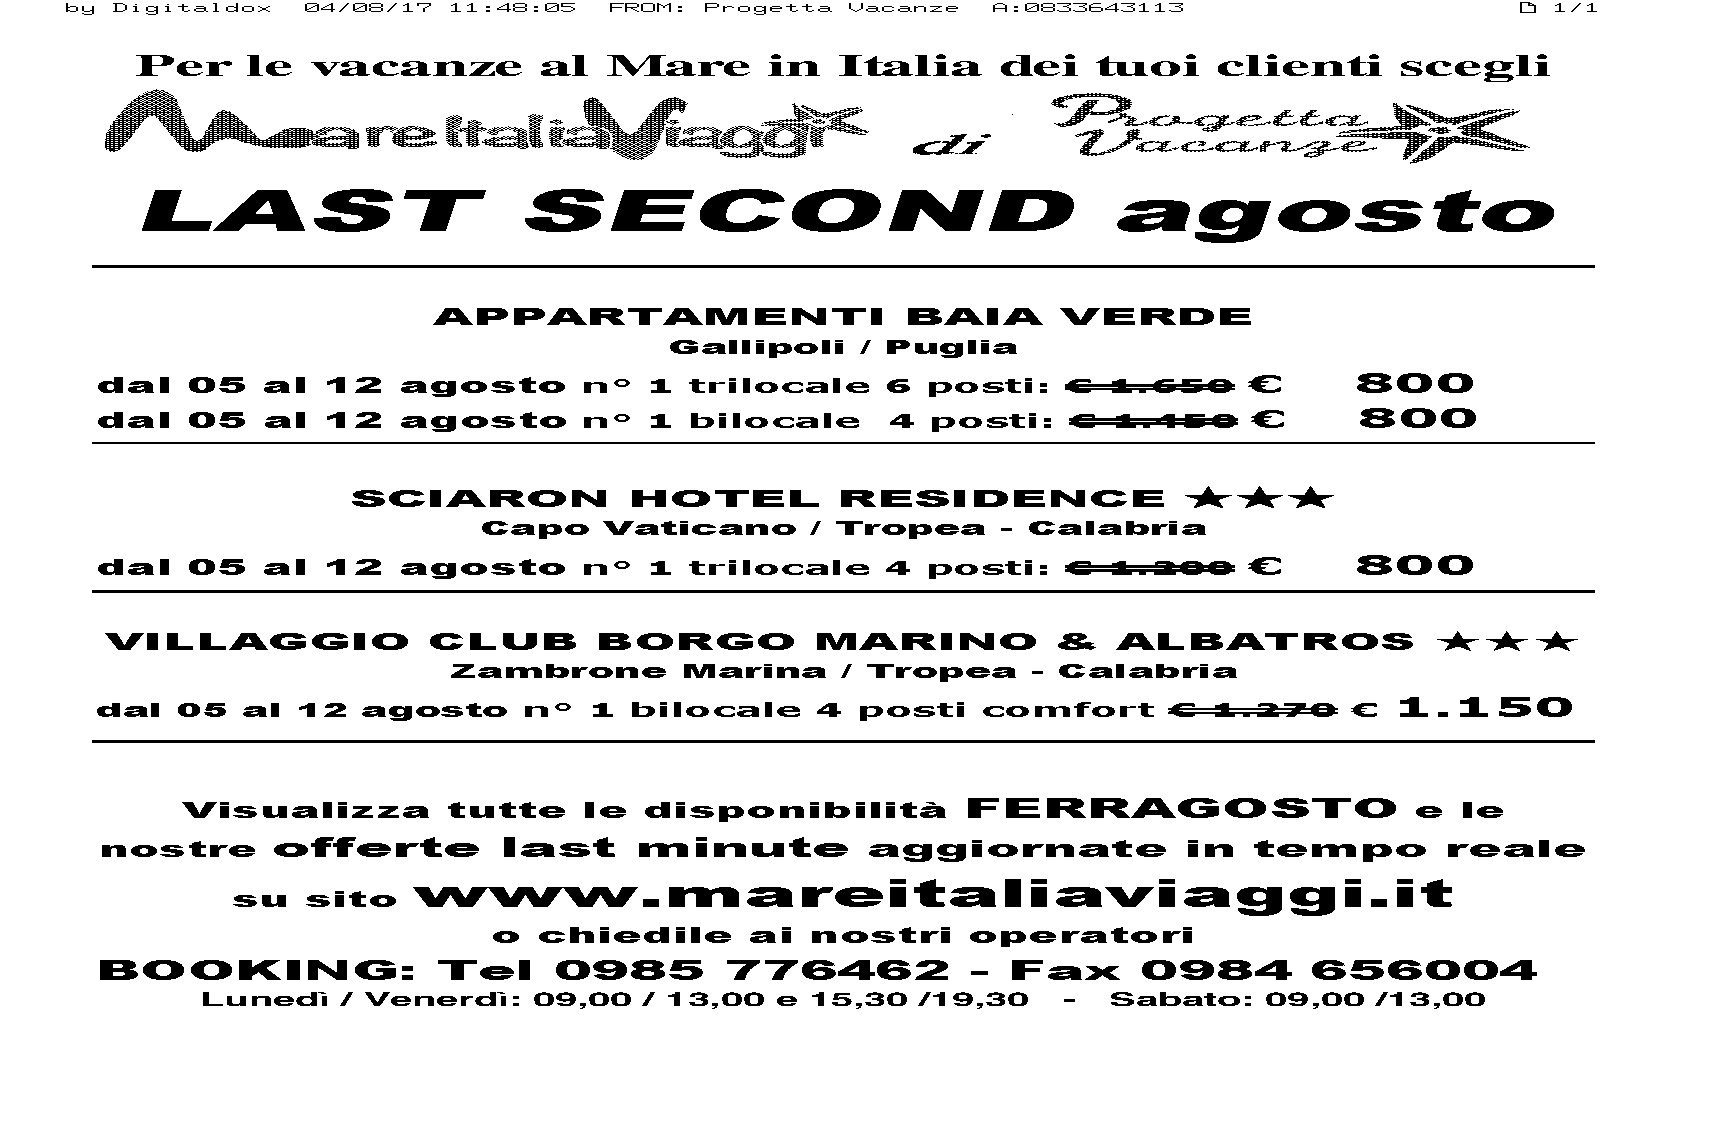 by Digitaldox 04/08/17 11:48:05 FROM: Progetta Vacanze A:0833643113 1/1
Per le vacanze al Mare in Italia dei tuoi clienti scegli
MareItaliaViaggi di Progetta Vacanze
LAST SECOND agosto
APPARTAMENTI BAIA VERDE
Gallipoli / Puglia
dal 05 al 12 agosto n° 1 trilocale 6 posti: € 1.650 € 800
dal 05 al 12 agosto n° 1 bilocale 4 posti: € 1.450 € 800
SCIARON HOTEL RESIDENCE ★★★
Capo Vaticano / Tropea - Calabria
dal 05 al 12 agosto n° 1 trilocale 4 posti: € 1.200 € 800
VILLAGGIO CLUB BORGO MARINO & ALBATROS ★★★
Zambrone Marina / Tropea - Calabria
dal 05 al 12 agosto n° 1 bilocale 4 posti comfort € 1.270 € 1.150
Visualizza tutte le disponibilità FERRAGOSTO e le
nostre offerte last minute aggiornate in tempo reale
su sito www.mareitaliaviaggi.it
o chiedile ai nostri operatori
BOOKING: Tel 0985 776462 - Fax 0984 656004
Lunedì / Venerdì: 09,00 / 13,00 e 15,30 /19,30 - Sabato: 09,00 /13,00